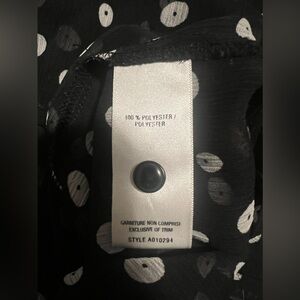 100 % POLYESTER /
POLYESTER
GARNITURE NON COMPRISE
EXCLUSIVE OF TRIM
STYLE A010294